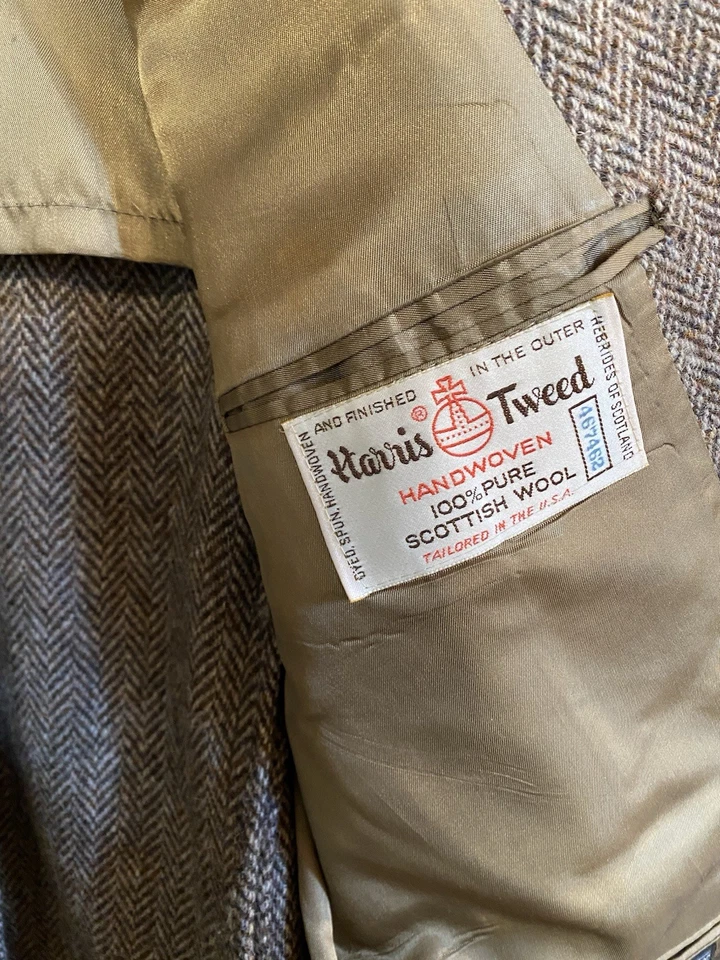 DYED, SPUN, HANDWOVEN
AND FINISHED
IN THE OUTER
HEBRIDES OF SCOTLAND
Harris ® Tweed
HANDWOVEN
100% PURE
SCOTTISH WOOL
TAILORED IN THE U.S.A.
467462